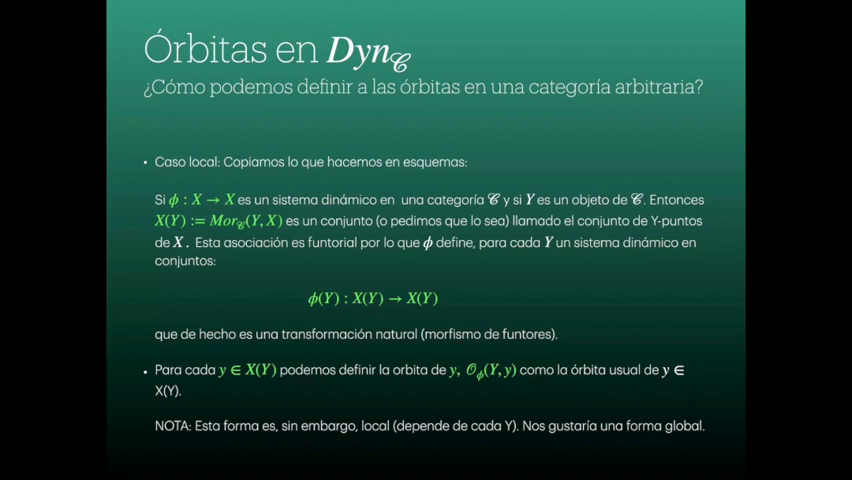 Órbitas en Dyn𝒞
¿Cómo podemos definir a las órbitas en una categoría arbitraria?
• Caso local: Copiamos lo que hacemos en esquemas:
Si ϕ : X → X es un sistema dinámico en una categoría 𝒞 y si Y es un objeto de 𝒞. Entonces
X(Y) := Mor𝒞(Y, X) es un conjunto (o pedimos que lo sea) llamado el conjunto de Y-puntos
de X. Esta asociación es funtorial por lo que ϕ define, para cada Y un sistema dinámico en
conjuntos:
ϕ(Y) : X(Y) → X(Y)
que de hecho es una transformación natural (morfismo de funtores).
• Para cada y ∈ X(Y) podemos definir la orbita de y, 𝒪ϕ(Y, y) como la órbita usual de y ∈
X(Y).
NOTA: Esta forma es, sin embargo, local (depende de cada Y). Nos gustaría una forma global.